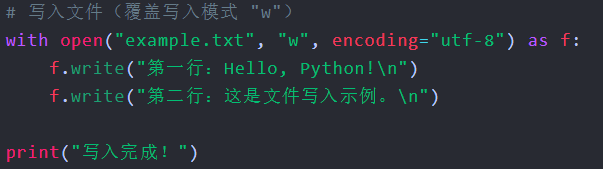 # 写入文件（覆盖写入模式 "w"）
with open("example.txt", "w", encoding="utf-8") as f:
    f.write("第一行：Hello, Python!\n")
    f.write("第二行：这是文件写入示例。\n")

print("写入完成！")